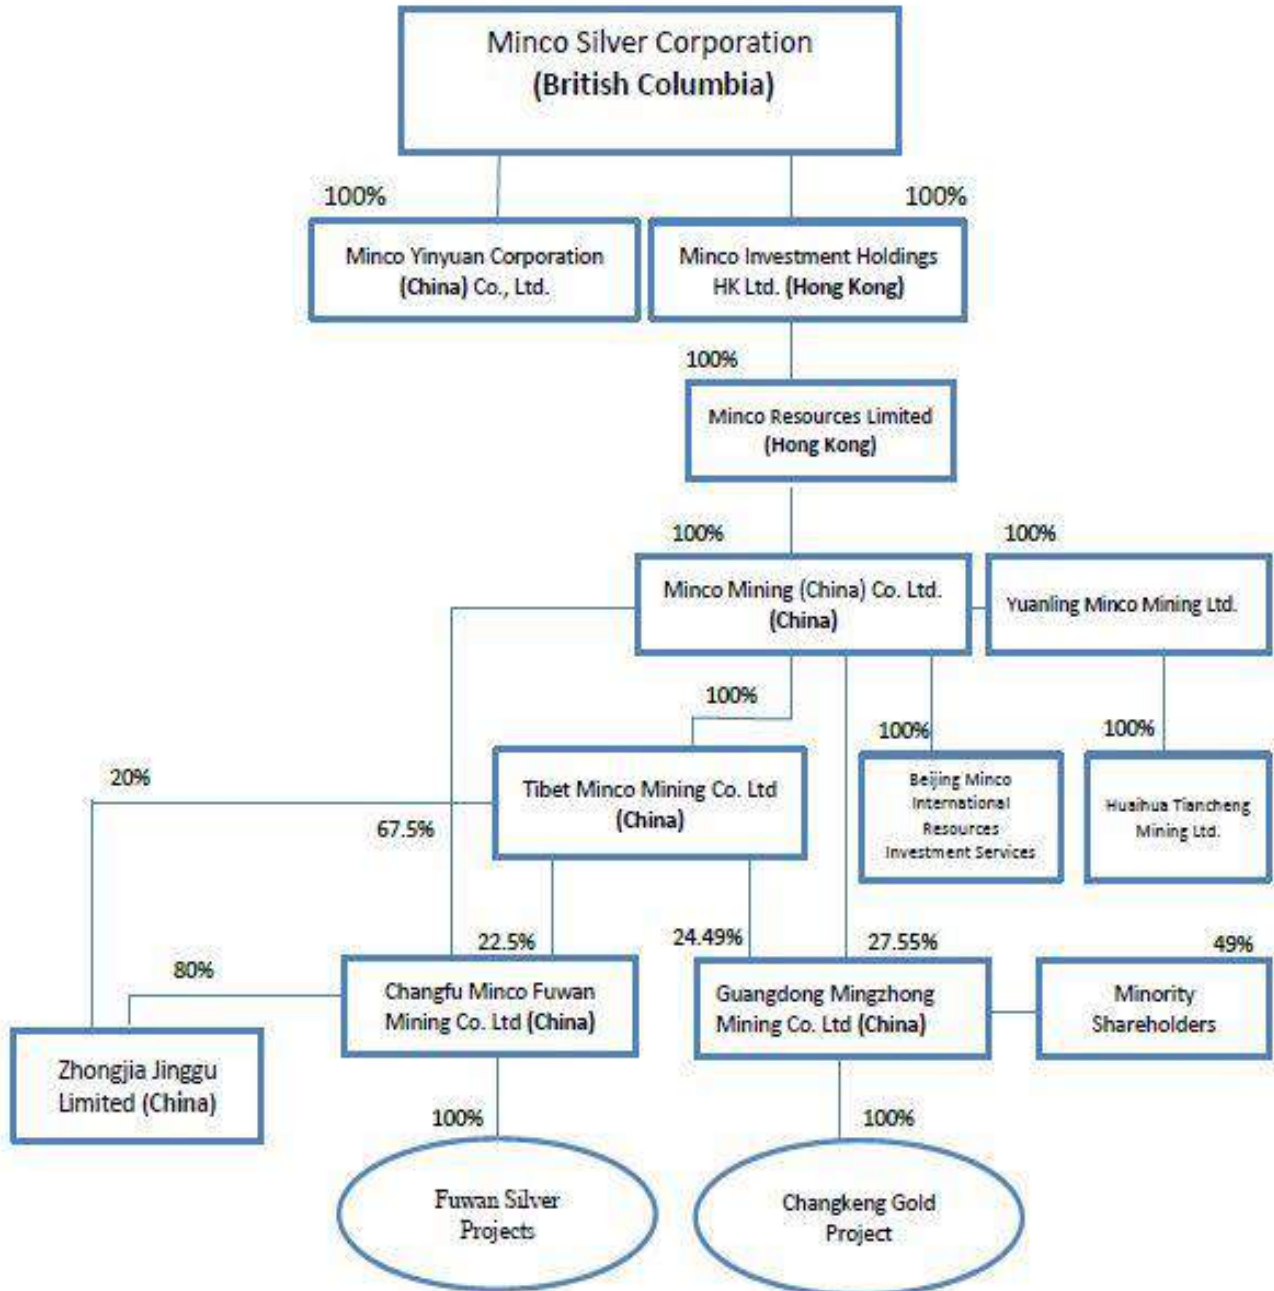 Minco Silver Corporation
(British Columbia)
100%
100%
Minco Yinyuan Corporation
(China) Co., Ltd.
Minco Investment Holdings
HK Ltd. (Hong Kong)
100%
Minco Resources Limited
(Hong Kong)
100%
100%
Minco Mining (China) Co. Ltd.
(China)
Yuanling Minco Mining Ltd.
100%
100%
100%
20%
67.5%
Tibet Minco Mining Co. Ltd
(China)
Beijing Minco
International
Resources
Investment Services
Huaihua Tiancheng
Mining Ltd.
22.5%
24.49%
27.55%
49%
80%
Changfu Minco Fuwan
Mining Co. Ltd (China)
Guangdong Mingzhong
Mining Co. Ltd (China)
Minority
Shareholders
Zhongjia Jinggu
Limited (China)
100%
100%
Fuwan Silver
Projects
Changkeng Gold
Project